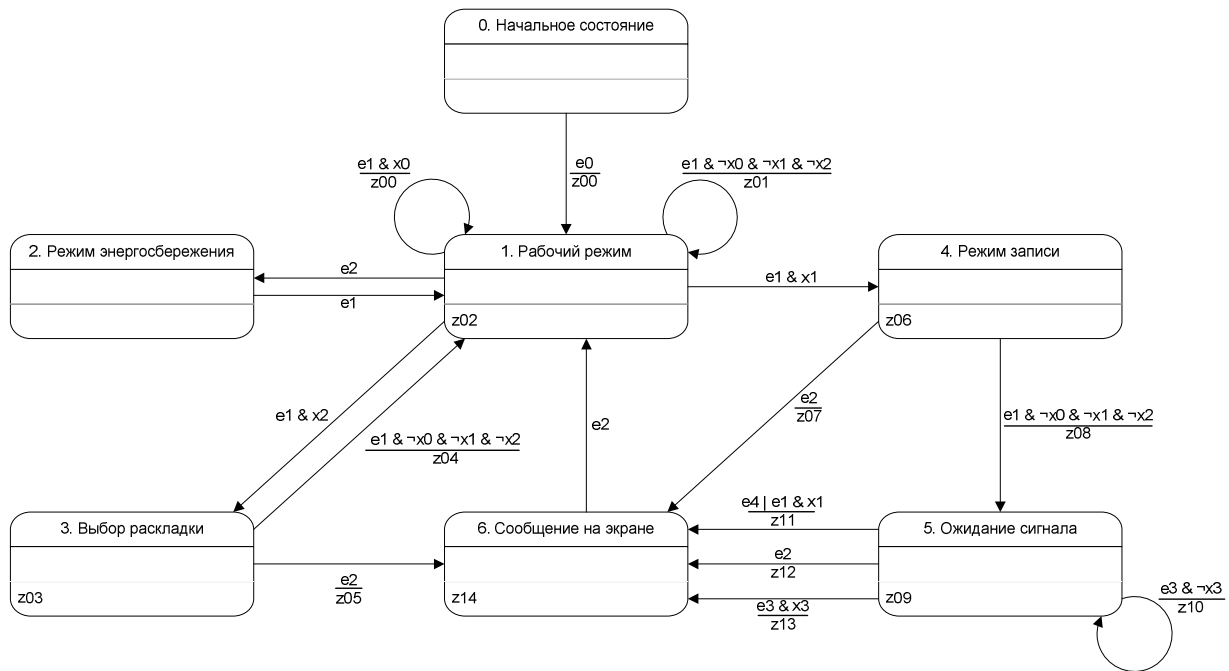 0. Начальное состояние
e0
z00
e1 & x0
z00
e1 & ¬x0 & ¬x1 & ¬x2
z01
2. Режим энергосбережения
e2
e1
1. Рабочий режим
z02
e1 & x1
4. Режим записи
z06
e1 & x2
e1 & ¬x0 & ¬x1 & ¬x2
z04
e2
e2
z07
e1 & ¬x0 & ¬x1 & ¬x2
z08
3. Выбор раскладки
z03
e2
z05
6. Сообщение на экране
z14
e4 | e1 & x1
z11
e2
z12
e3 & x3
z13
5. Ожидание сигнала
z09
e3 & ¬x3
z10